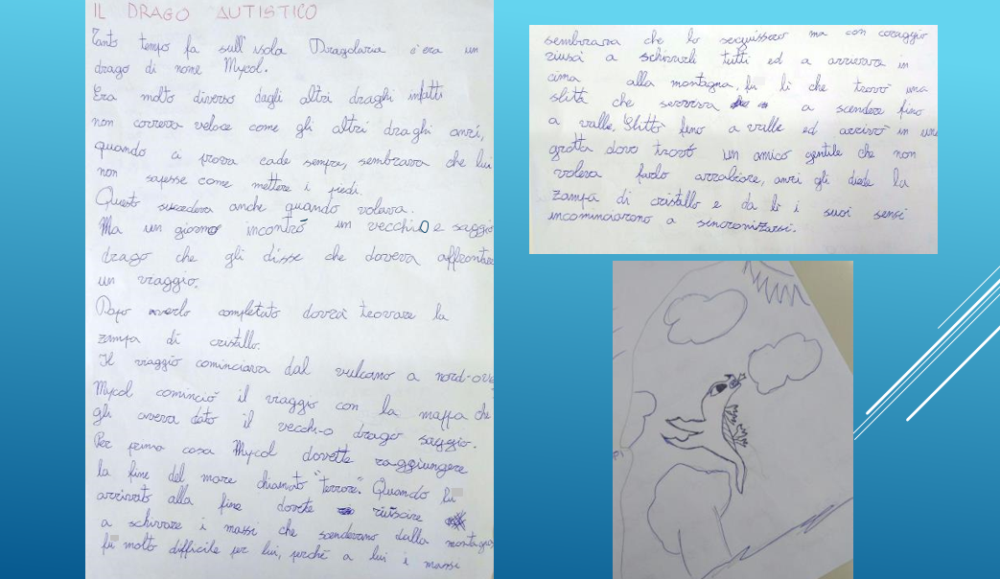 IL DRAGO AUTISTICO
Tanto tempo fa sull'isola Dragolaria c'era un
drago di nome Mycol.
Era molto diverso dagli altri draghi infatti
non correva veloce come gli altri draghi anzi,
quando ci prova cade sempre, sembrava che lui
non sapesse come mettere i piedi.
Questo succedeva anche quando volava.
Ma un giorno incontró un vecchio e saggio
drago che gli disse che doveva affrontare
un viaggio.
Dopo averlo completato dovrà trovare la
zampa di cristallo.
Il viaggio cominciava dal vulcano a nord-ove
Mycol cominciò il viaggio con la mappa che
gli aveva dato il vecchio drago saggio.
Per prima cosa Mycol dovette raggiungere
la fine del mare chiamato "terrore". Quando fu
arrivato alla fine dovete riuscire
a schivare i massi che scendevano dalla montagna
fu molto difficile per lui, perché a lui i massi
sembrava che lo seguissero ma con coraggio
riuscì a schivarli tutti ed a arrivare in
cima alla montagna, fu lì che trovò una
slitta che serviva a scendere fino
a valle. Slittò fino a valle ed arrivò in una
grotta dove trovò un amico gentile che non
voleva farlo arrabbiare, anzi gli diede la
zampa di cristallo e da lì i suoi sensi
incominciarono a sincronizzarsi.